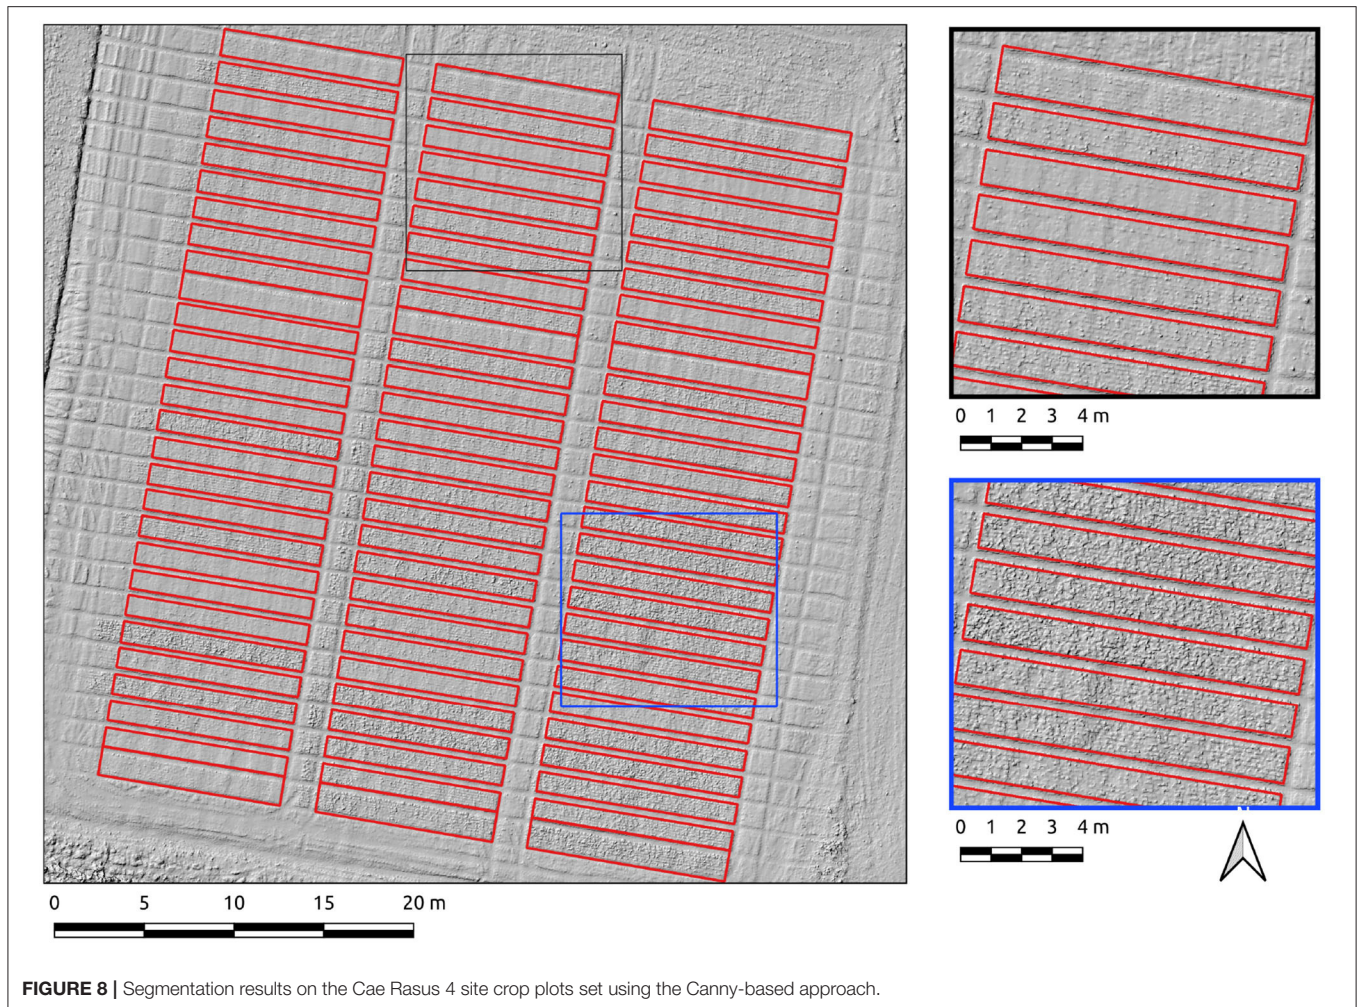 0 1 2 3 4 m
0 1 2 3 4 m
N
0 5 10 15 20 m
FIGURE 8 | Segmentation results on the Cae Rasus 4 site crop plots set using the Canny-based approach.